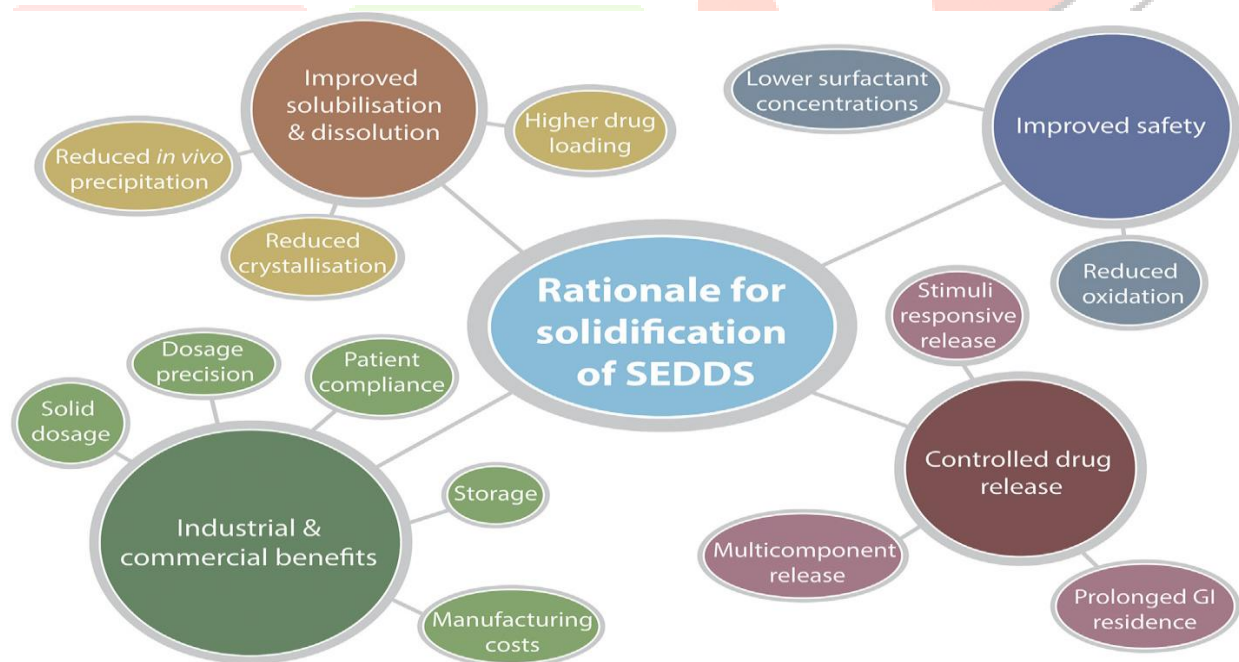 Improved
solubilisation
& dissolution
Higher drug
loading
Reduced in vivo
precipitation
Reduced
crystallisation
Lower surfactant
concentrations
Improved safety
Reduced
oxidation
Rationale for
solidification
of SEDDS
Stimuli
responsive
release
Controlled drug
release
Multicomponent
release
Prolonged GI
residence
Dosage
precision
Patient
compliance
Solid
dosage
Storage
Industrial &
commercial benefits
Manufacturing
costs